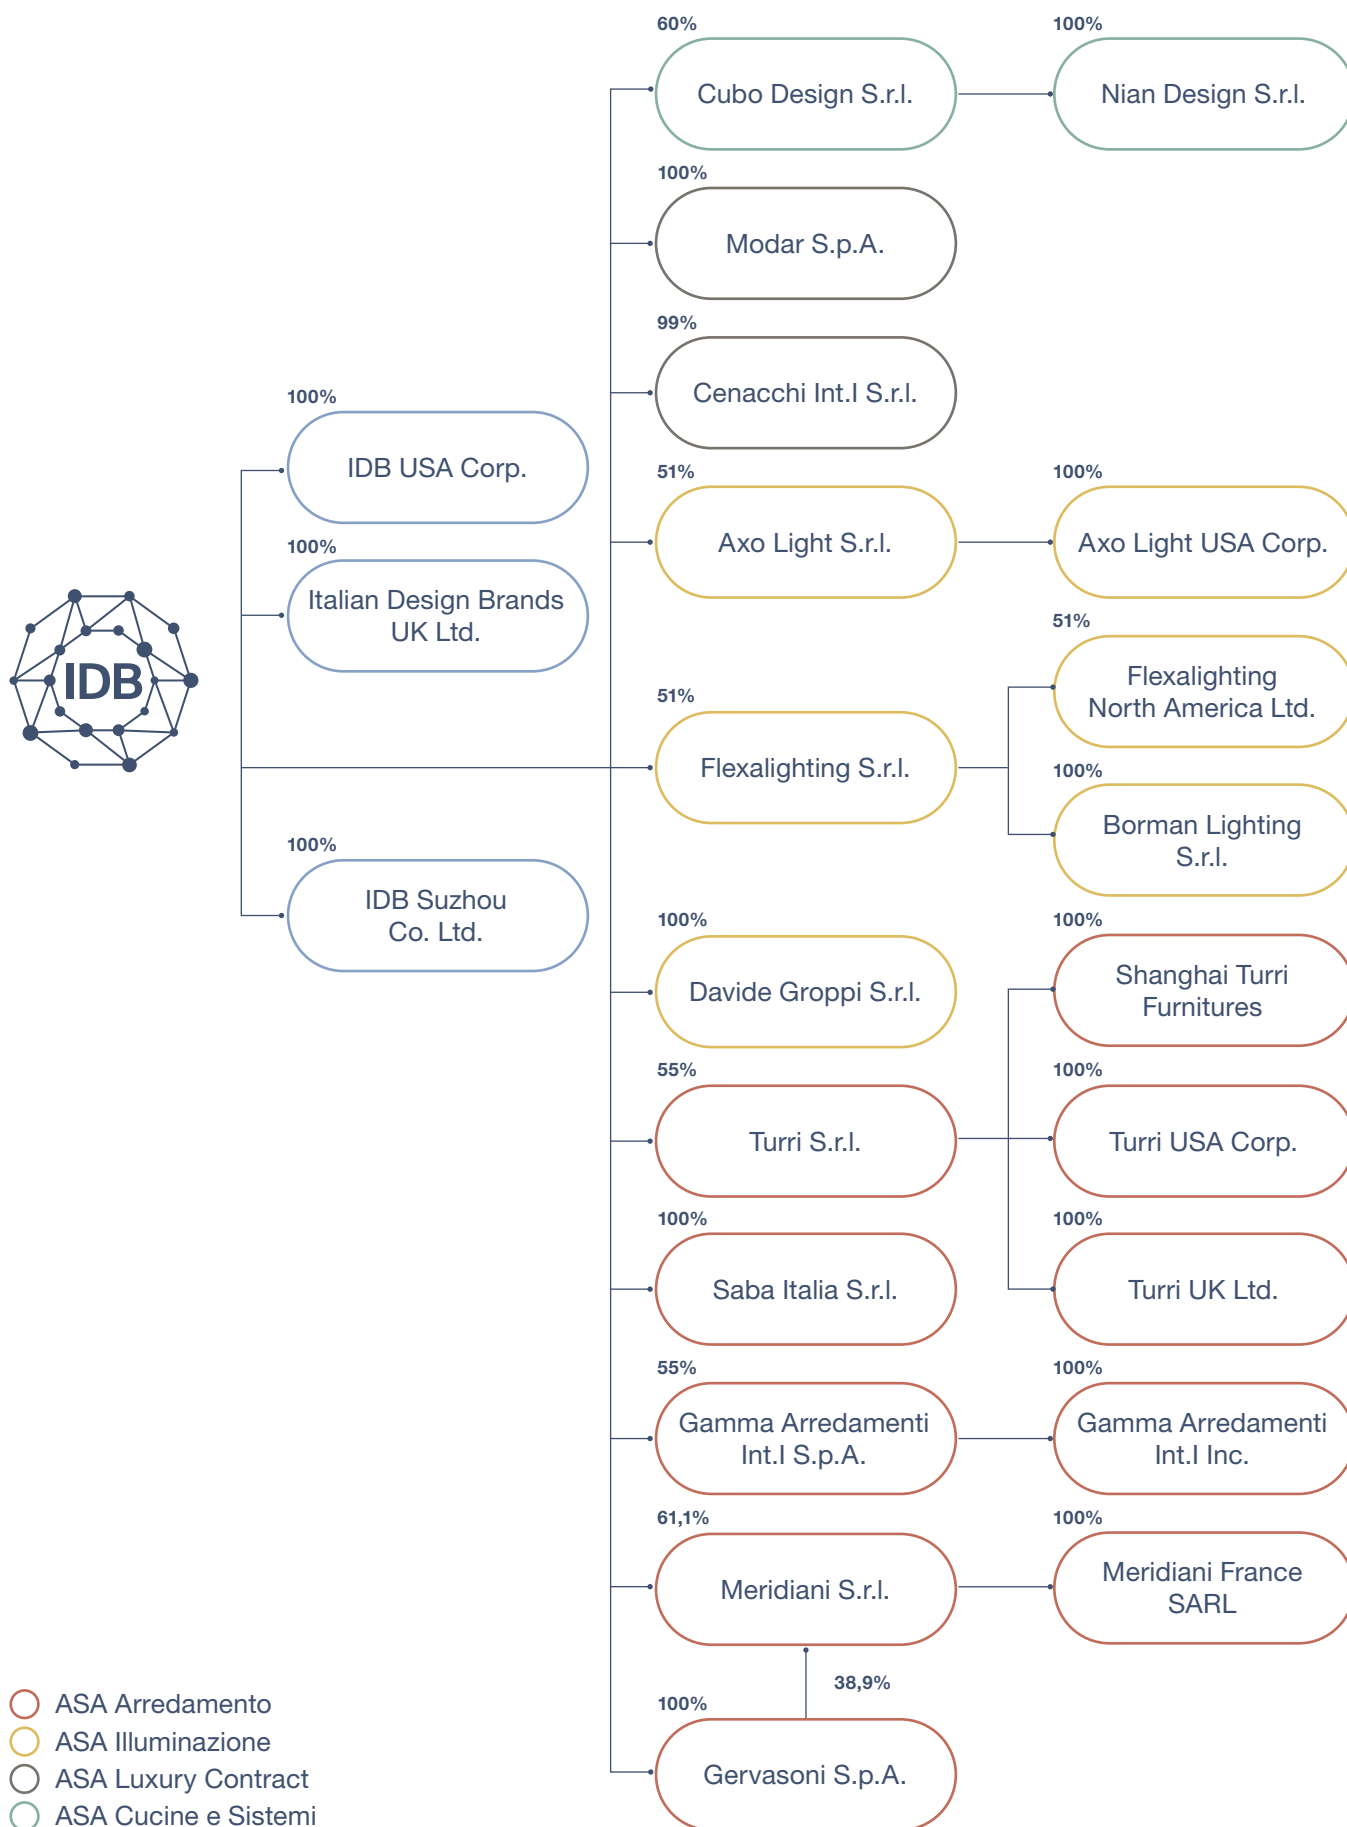 60%
Cubo Design S.r.l.
100%
Nian Design S.r.l.
100%
Modar S.p.A.
99%
Cenacchi Int.I S.r.l.
100%
IDB USA Corp.
51%
Axo Light S.r.l.
100%
Axo Light USA Corp.
100%
Italian Design Brands
UK Ltd.
IDB
51%
Flexalighting S.r.l.
51%
Flexalighting
North America Ltd.
100%
Borman Lighting
S.r.l.
100%
IDB Suzhou
Co. Ltd.
100%
Davide Groppi S.r.l.
100%
Shanghai Turri
Furnitures
55%
Turri S.r.l.
100%
Turri USA Corp.
100%
Saba Italia S.r.l.
100%
Turri UK Ltd.
55%
Gamma Arredamenti
Int.I S.p.A.
100%
Gamma Arredamenti
Int.I Inc.
61,1%
Meridiani S.r.l.
100%
Meridiani France
SARL
38,9%
100%
Gervasoni S.p.A.
ASA Arredamento
ASA Illuminazione
ASA Luxury Contract
ASA Cucine e Sistemi